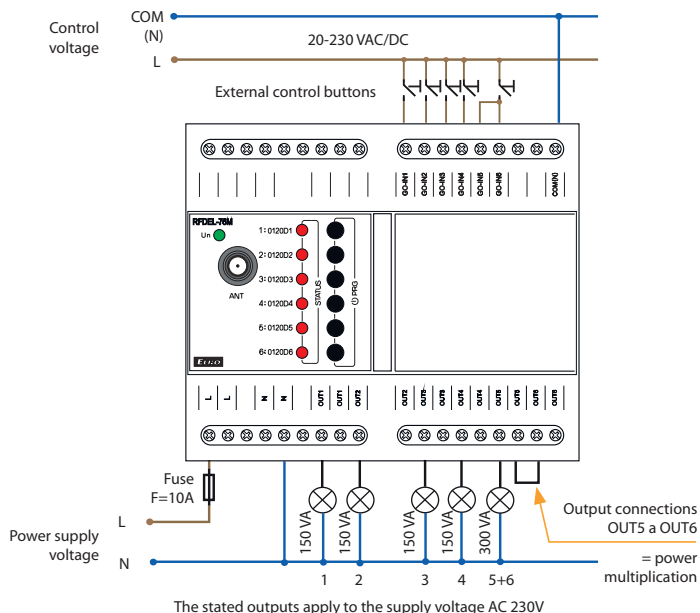 Control
voltage
COM
(N)
L
20-230 VAC/DC
External control buttons
GO-IN1
GO-IN2
GO-IN3
GO-IN4
GO-IN5
GO-IN6
COM(N)
RFDEL-76M
Un
ANT
1: 0120D1
2: 0120D2
3: 0120D3
4: 0120D4
5: 0120D5
6: 0120D6
STATUS
PRG
ELKO
L
L
N
N
OUT1
OUT1
OUT2
OUT2
OUT3
OUT3
OUT4
OUT4
OUT5
OUT5
OUT6
OUT6
Fuse
F=10A
L
Power supply
voltage
N
150 VA
150 VA
150 VA
150 VA
300 VA
1
2
3
4
5+6
Output connections
OUT5 a OUT6
= power
multiplication
The stated outputs apply to the supply voltage AC 230V